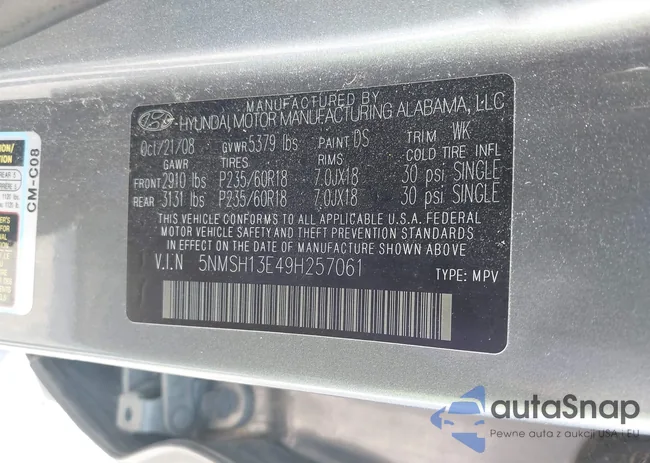 MANUFACTURED BY
HYUNDAI MOTOR MANUFACTURING ALABAMA, LLC
Oct/21/08 GVWR 5379 lbs PAINT DS TRIM WK
GAWR TIRES RIMS COLD TIRE INFL
FRONT 2910 lbs P235/60R18 7.0JX18 30 psi SINGLE
REAR 3131 lbs P235/60R18 7.0JX18 30 psi SINGLE
THIS VEHICLE CONFORMS TO ALL APPLICABLE U.S.A. FEDERAL
MOTOR VEHICLE SAFETY AND THEFT PREVENTION STANDARDS
IN EFFECT ON THE DATE OF MANUFACTURE SHOWN ABOVE
V.I.N 5NMSH13E49H257061 TYPE: MPV
CM-C08
autaSnap
Pewne auta z aukcji USA i EU